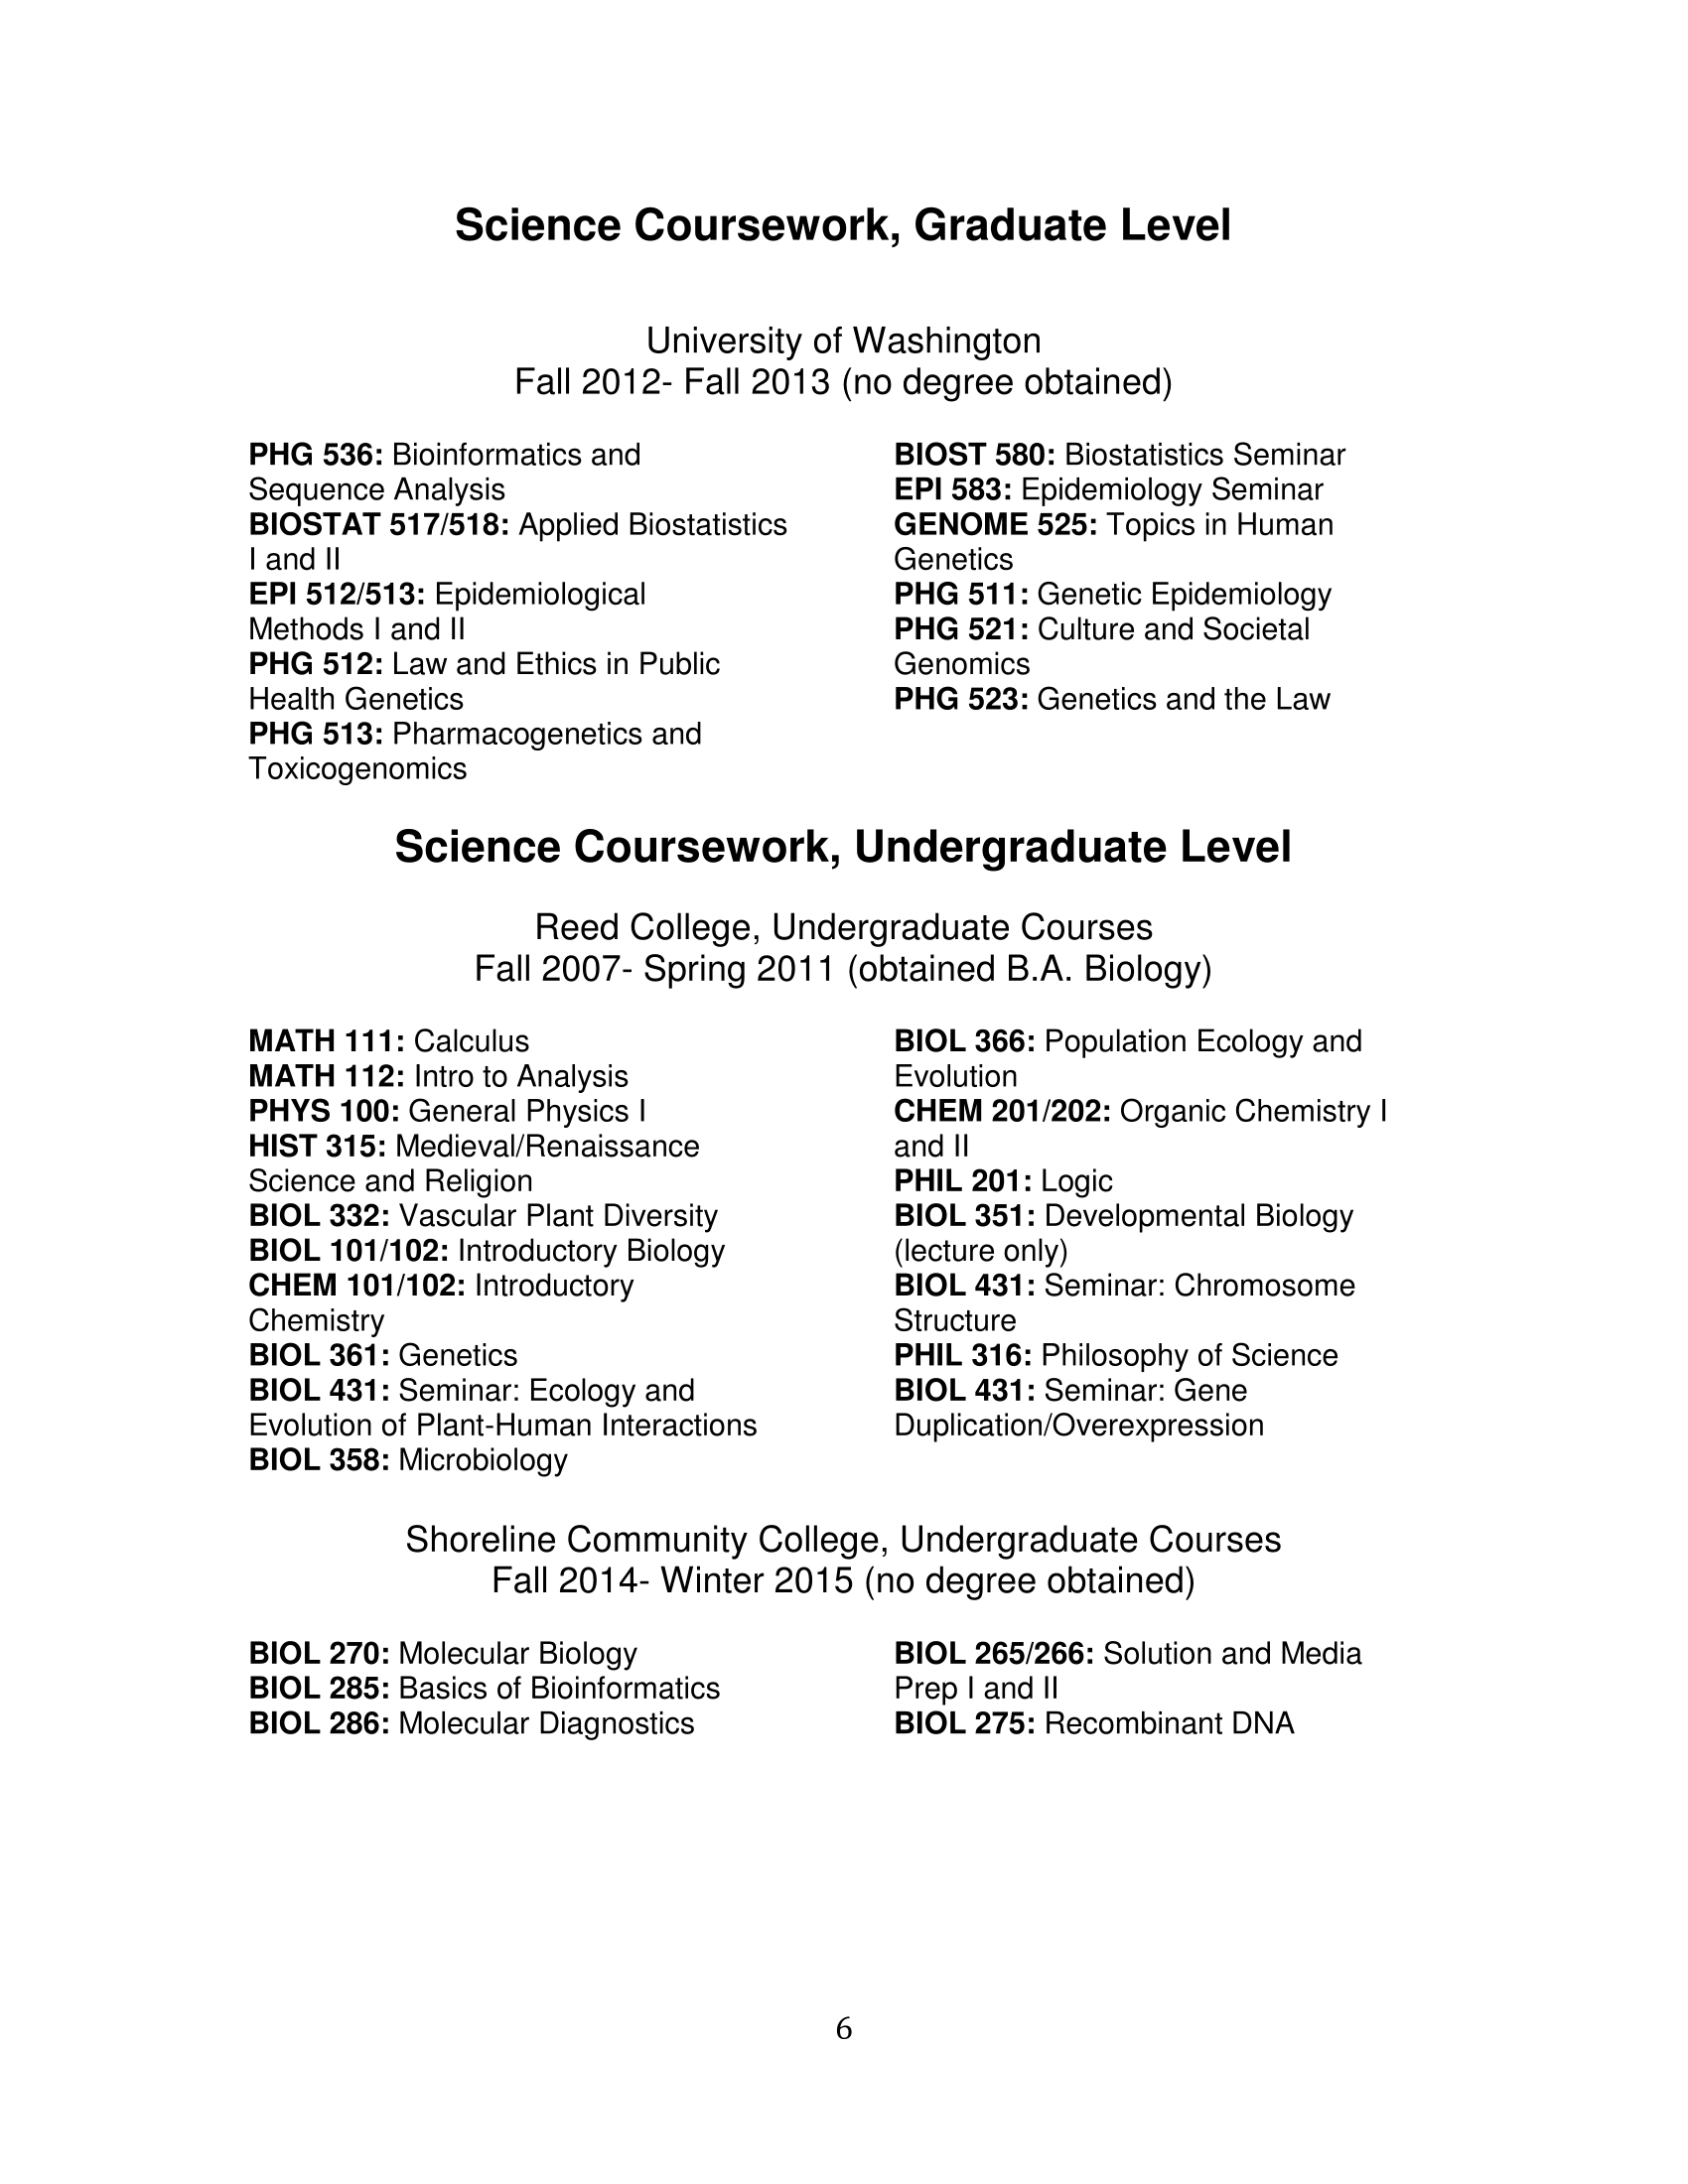 Science Coursework, Graduate Level
University of Washington
Fall 2012- Fall 2013 (no degree obtained)
PHG 536: Bioinformatics and
Sequence Analysis
BIOSTAT 517/518: Applied Biostatistics
I and II
EPI 512/513: Epidemiological
Methods I and II
PHG 512: Law and Ethics in Public
Health Genetics
PHG 513: Pharmacogenetics and
Toxicogenomics
BIOST 580: Biostatistics Seminar
EPI 583: Epidemiology Seminar
GENOME 525: Topics in Human
Genetics
PHG 511: Genetic Epidemiology
PHG 521: Culture and Societal
Genomics
PHG 523: Genetics and the Law
Science Coursework, Undergraduate Level
Reed College, Undergraduate Courses
Fall 2007- Spring 2011 (obtained B.A. Biology)
MATH 111: Calculus
MATH 112: Intro to Analysis
PHYS 100: General Physics I
HIST 315: Medieval/Renaissance
Science and Religion
BIOL 332: Vascular Plant Diversity
BIOL 101/102: Introductory Biology
CHEM 101/102: Introductory
Chemistry
BIOL 361: Genetics
BIOL 431: Seminar: Ecology and
Evolution of Plant-Human Interactions
BIOL 358: Microbiology
BIOL 366: Population Ecology and
Evolution
CHEM 201/202: Organic Chemistry I
and II
PHIL 201: Logic
BIOL 351: Developmental Biology
(lecture only)
BIOL 431: Seminar: Chromosome
Structure
PHIL 316: Philosophy of Science
BIOL 431: Seminar: Gene
Duplication/Overexpression
Shoreline Community College, Undergraduate Courses
Fall 2014- Winter 2015 (no degree obtained)
BIOL 270: Molecular Biology
BIOL 285: Basics of Bioinformatics
BIOL 286: Molecular Diagnostics
BIOL 265/266: Solution and Media
Prep I and II
BIOL 275: Recombinant DNA
6